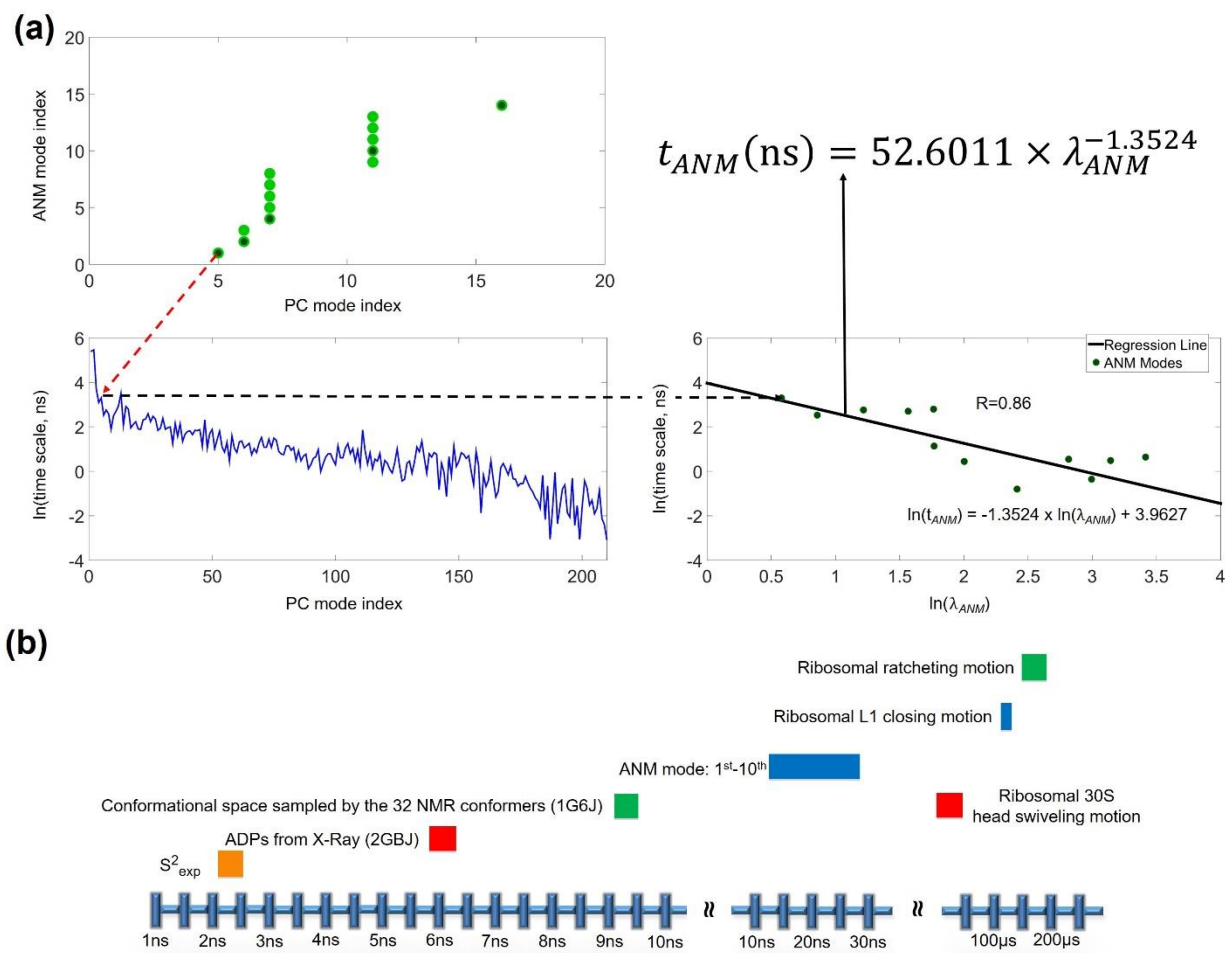 (a)
20
15
10
5
0
ANM mode index
0 5 10 15 20
PC mode index
t_ANM(ns) = 52.6011 × λ_ANM^-1.3524
6
4
2
0
-2
-4
ln(time scale, ns)
0 50 100 150 200
PC mode index
6
4
2
0
-2
-4
ln(time scale, ns)
Regression Line
ANM Modes
R=0.86
ln(t_ANM) = -1.3524 x ln(λ_ANM) + 3.9627
0 0.5 1 1.5 2 2.5 3 3.5 4
ln(λ_ANM)
(b)
Ribosomal ratcheting motion
Ribosomal L1 closing motion
ANM mode: 1st-10th
Conformational space sampled by the 32 NMR conformers (1G6J)
Ribosomal 30S
head swiveling motion
ADPs from X-Ray (2GBJ)
S²exp
≈ ≈
1ns 2ns 3ns 4ns 5ns 6ns 7ns 8ns 9ns 10ns 10ns 20ns 30ns 100µs 200µs